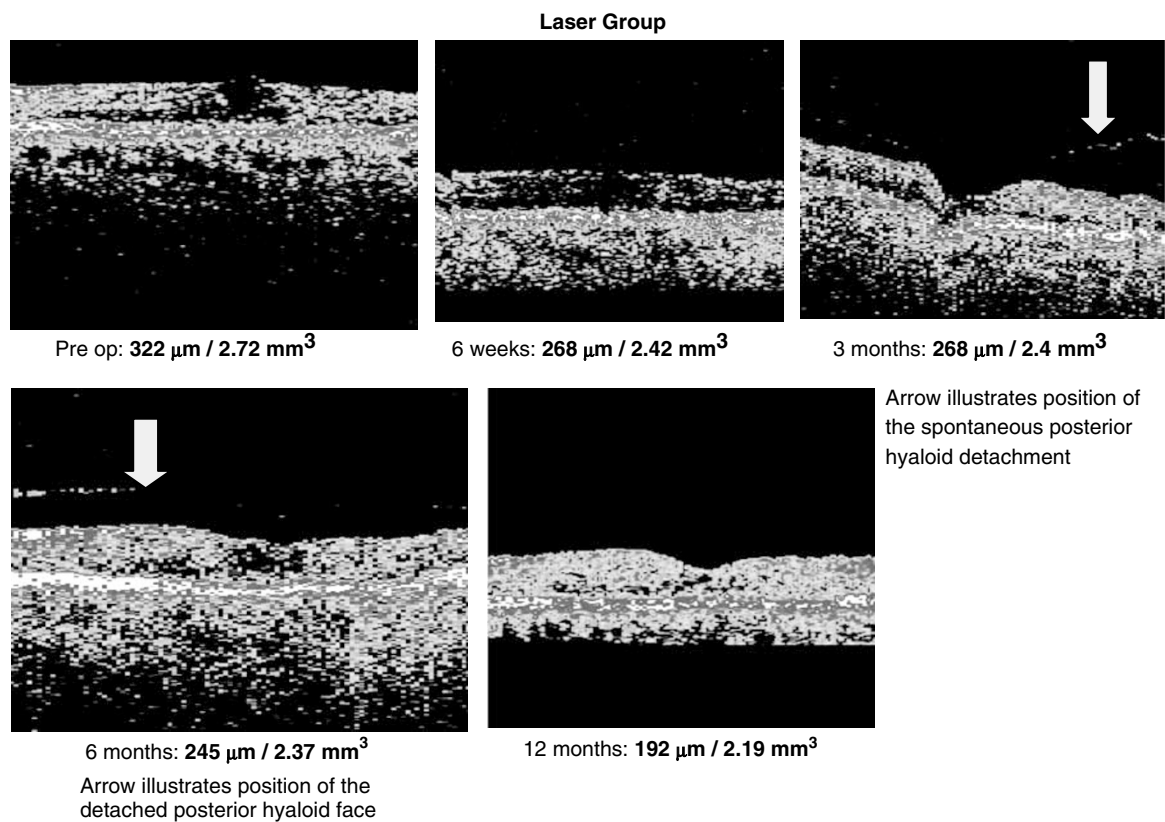 Laser Group
Pre op: 322 μm / 2.72 mm³
6 weeks: 268 μm / 2.42 mm³
3 months: 268 μm / 2.4 mm³
Arrow illustrates position of
the spontaneous posterior
hyaloid detachment
6 months: 245 μm / 2.37 mm³
Arrow illustrates position of the
detached posterior hyaloid face
12 months: 192 μm / 2.19 mm³